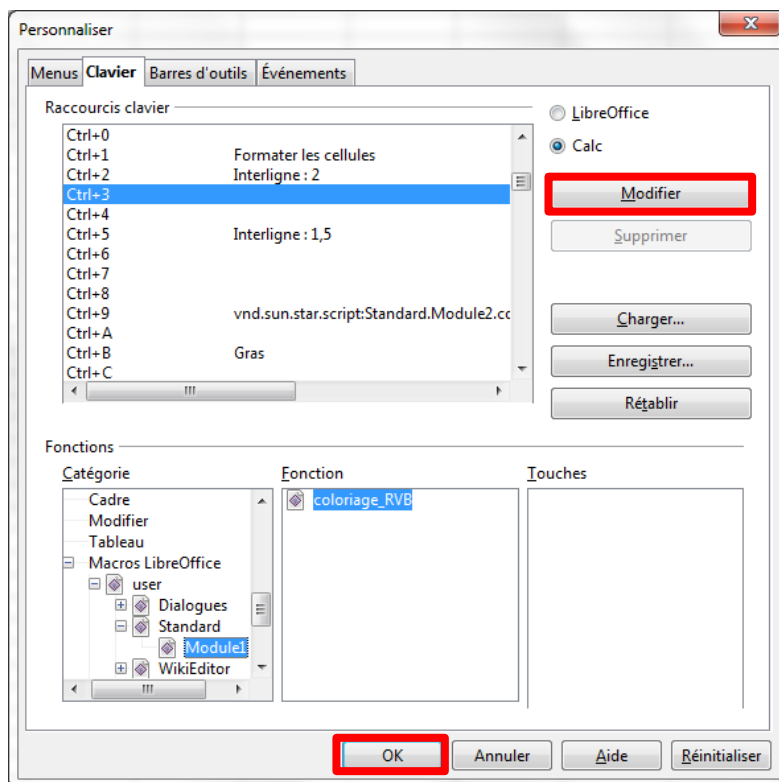 Personnaliser
Menus Clavier Barres d'outils Événements
Raccourcis clavier
LibreOffice
Calc
Ctrl+0
Ctrl+1 Formater les cellules
Ctrl+2 Interligne : 2
Ctrl+3
Ctrl+4
Ctrl+5 Interligne : 1,5
Ctrl+6
Ctrl+7
Ctrl+8
Ctrl+9 vnd.sun.star.script:Standard.Module2.cc
Ctrl+A
Ctrl+B Gras
Ctrl+C
Modifier
Supprimer
Charger...
Enregistrer...
Rétablir
Fonctions
Catégorie
Cadre
Modifier
Tableau
Macros LibreOffice
user
Dialogues
Standard
Module1
WikiEditor
Fonction
coloriage_RVB
Touches
OK Annuler Aide Réinitialiser